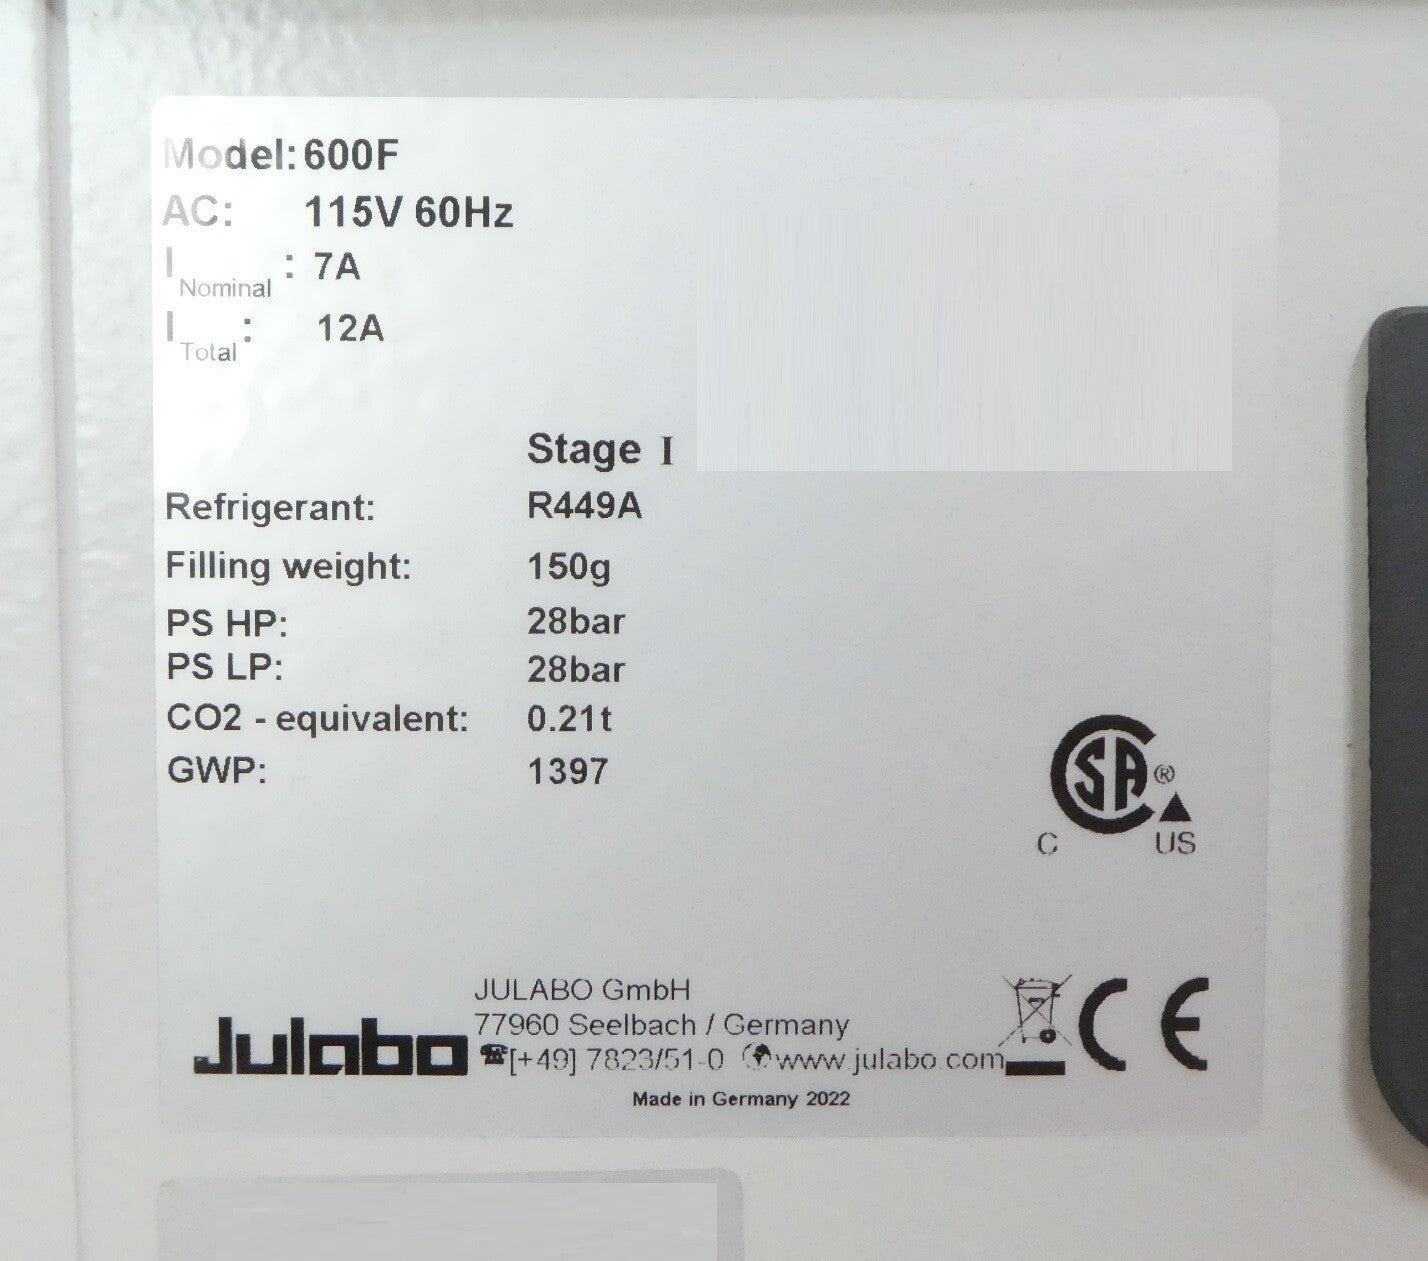 Model: 600F
AC: 115V 60Hz
I Nominal : 7A
I Total : 12A
Stage I
Refrigerant: R449A
Filling weight: 150g
PS HP: 28bar
PS LP: 28bar
CO2 - equivalent: 0.21t
GWP: 1397
CSA ®
C US
JULABO GmbH
77960 Seelbach / Germany
Julabo [+49] 7823/51-0 www.julabo.com CE
Made in Germany 2022